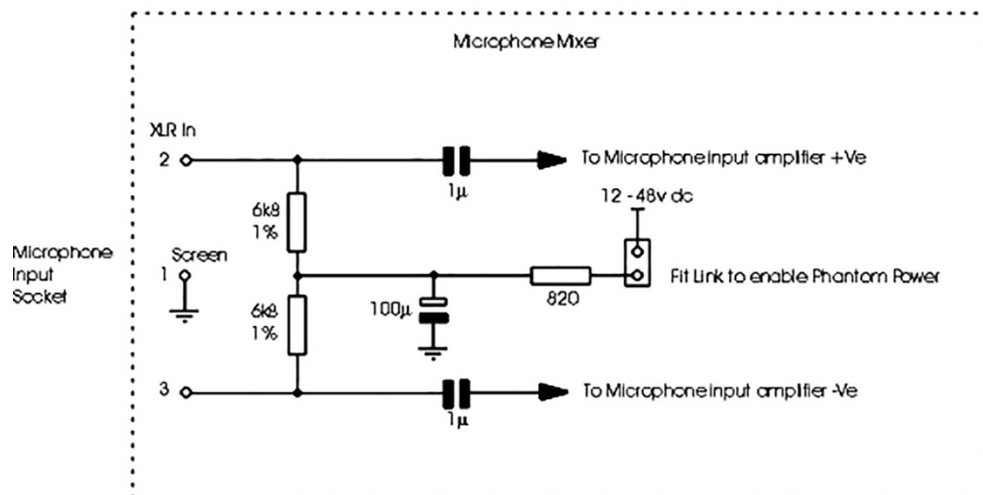 Microphone Mixer
XLR In
2
To Microphone input amplifier +Ve
1µ
12 - 48v dc
6k8
1%
Microphone
Input
Socket
Screen
1
Fit Link to enable Phantom Power
820
100µ
6k8
1%
3
To Microphone input amplifier -Ve
1µ